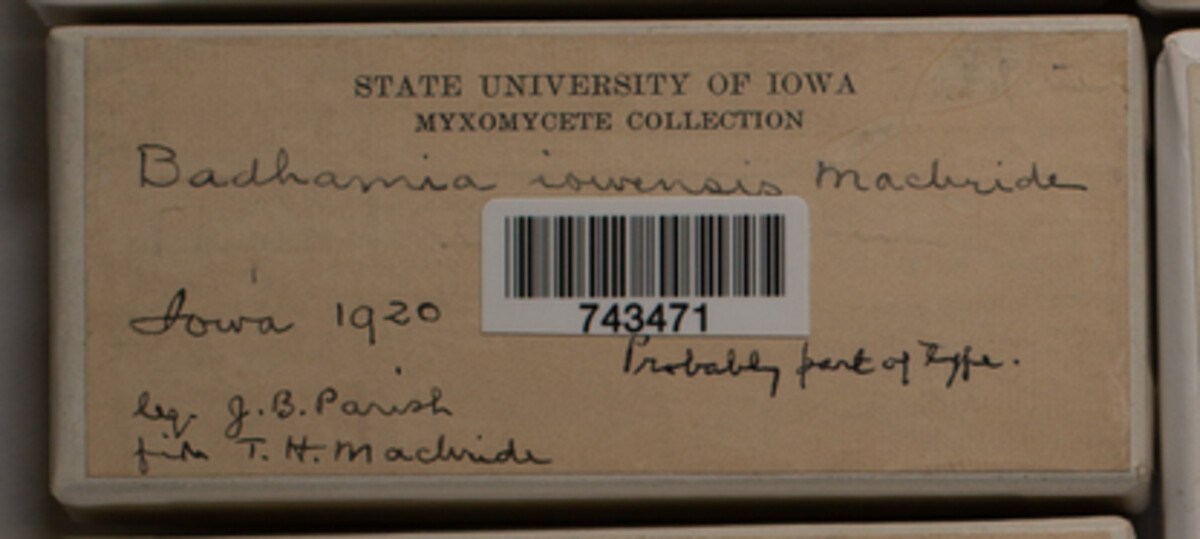 STATE UNIVERSITY OF IOWA
MYXOMYCETE COLLECTION
Badhamia iowensis Macbride
743471
Iowa 1920
Probably part of Type.
leg. J.B. Parish
fide T. H. Macbride